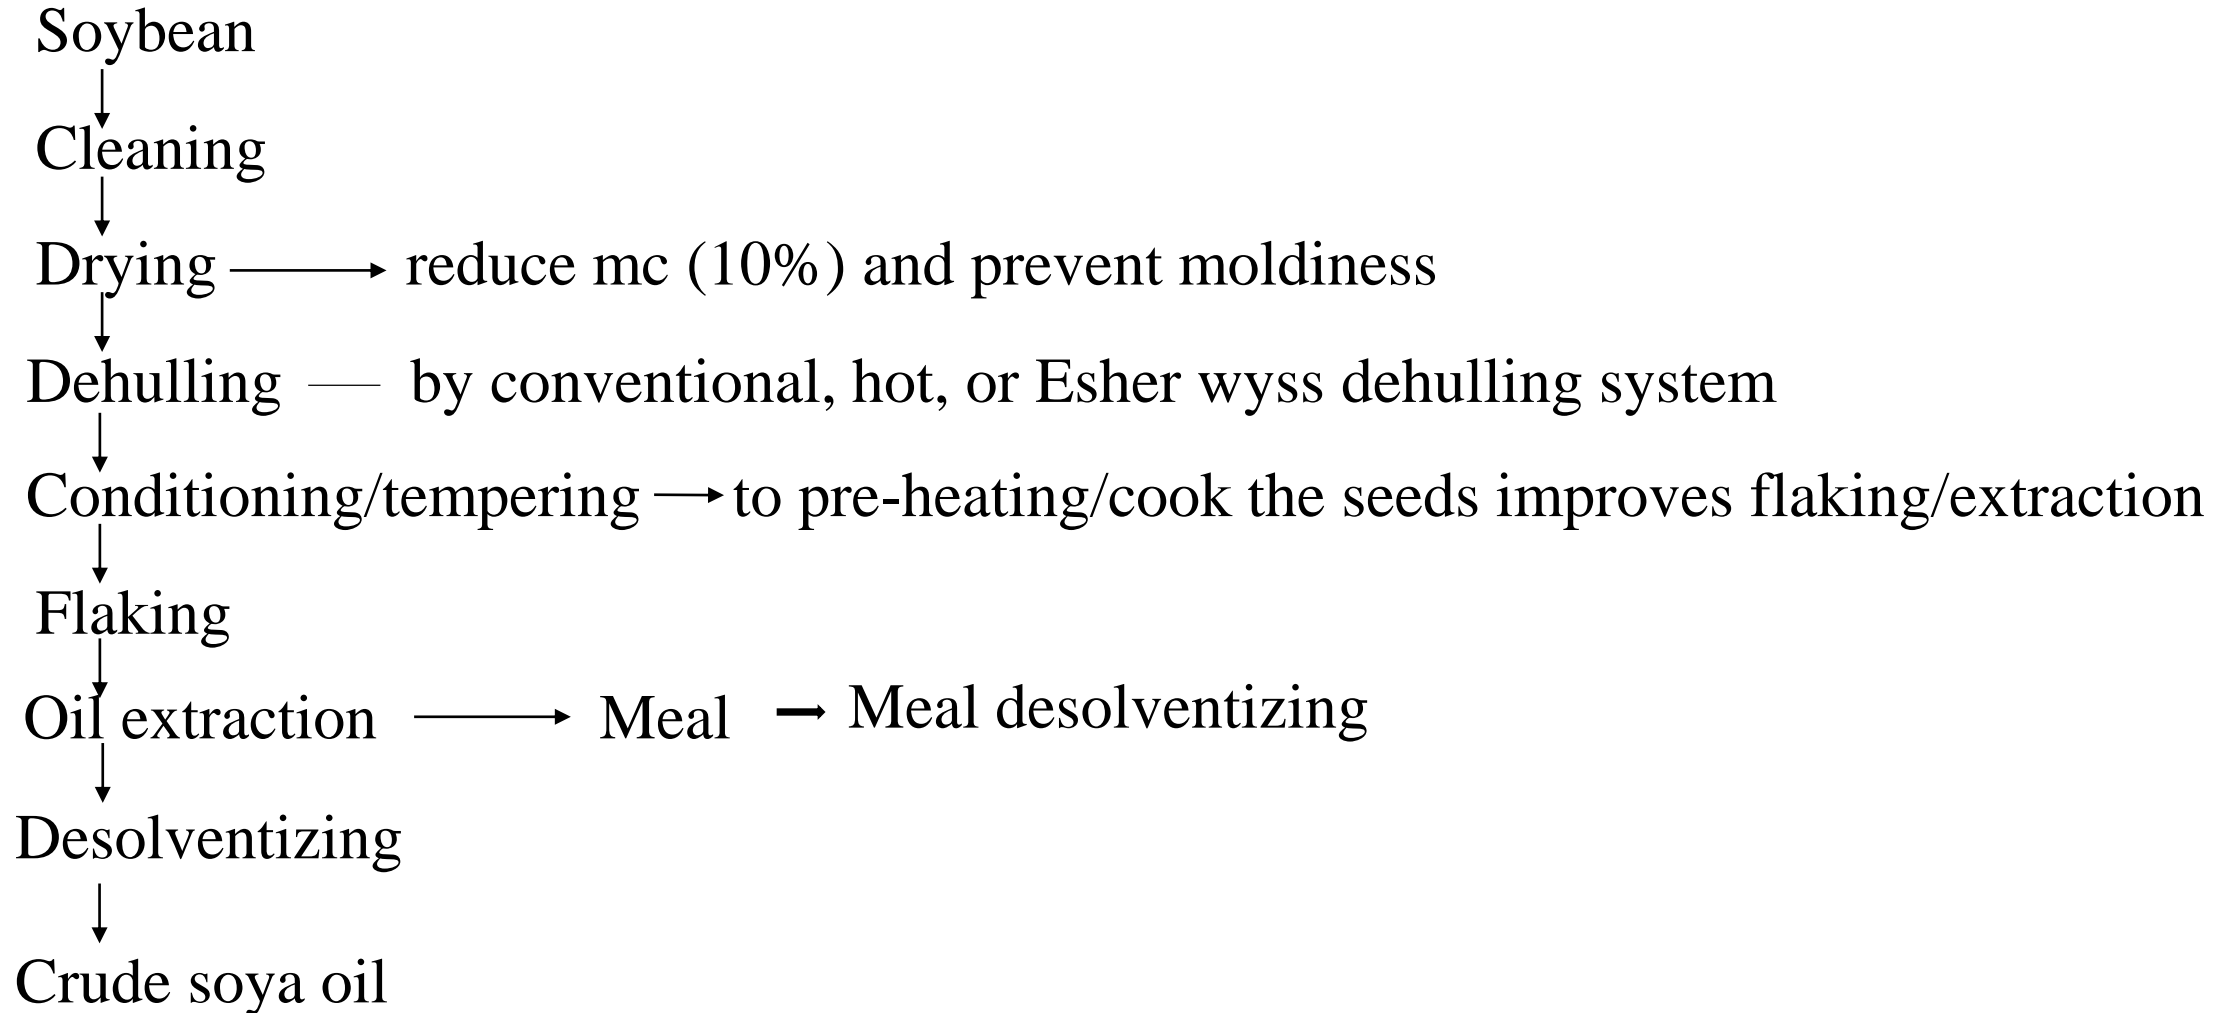 Soybean
Cleaning
Drying reduce mc (10%) and prevent moldiness
Dehulling by conventional, hot, or Esher wyss dehulling system
Conditioning/tempering to pre-heating/cook the seeds improves flaking/extraction
Flaking
Oil extraction Meal Meal desolventizing
Desolventizing
Crude soya oil